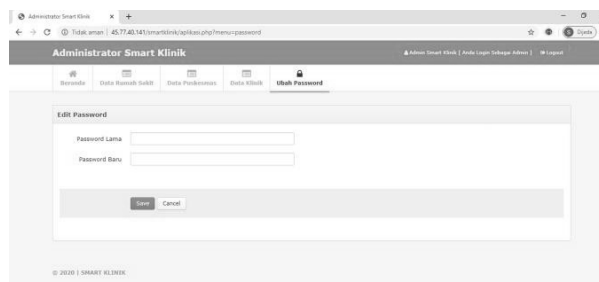 Administrator Smart Klinik
Tidak aman | 45.77.40.141/smartklinik/aplikasi.php?menu=password
Dijeda
Administrator Smart Klinik
Admin Smart Klinik | Anda Login Sebagai Admin | Logout
Beranda Data Rumah Sakit Data Puskesmas Data Klinik Ubah Password
Edit Password
Password Lama
Password Baru
Save Cancel
© 2020 | SMART KLINIK